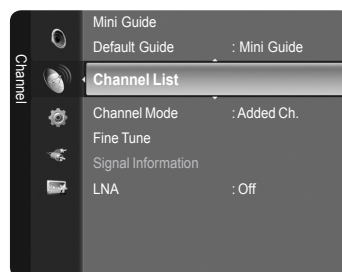 Channel
Mini Guide
Default Guide : Mini Guide
Channel List
Channel Mode : Added Ch.
Fine Tune
Signal Information
LNA : Off